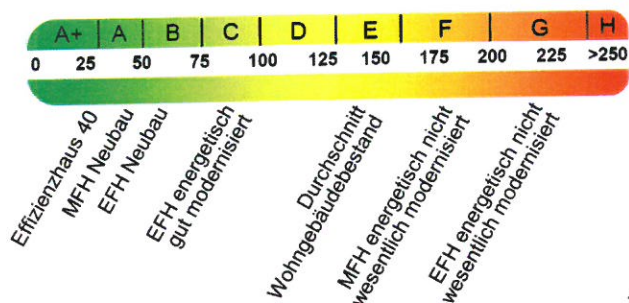 A+ A B C D E F G H
0 25 50 75 100 125 150 175 200 225 >250
Effizienzhaus 40
MFH Neubau
EFH Neubau
EFH energetisch
gut modernisiert
Durchschnitt
Wohngebäudebestand
MFH energetisch nicht
wesentlich modernisiert
EFH energetisch nicht
wesentlich modernisiert